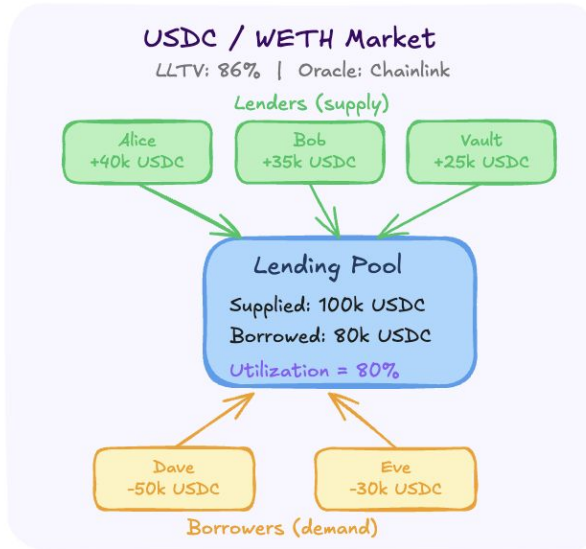 USDC / WETH Market
LLTV: 86% | Oracle: Chainlink
Lenders (supply)
Alice
+40k USDC
Bob
+35k USDC
Vault
+25k USDC
Lending Pool
Supplied: 100k USDC
Borrowed: 80k USDC
Utilization = 80%
Dave
-50k USDC
Eve
-30k USDC
Borrowers (demand)